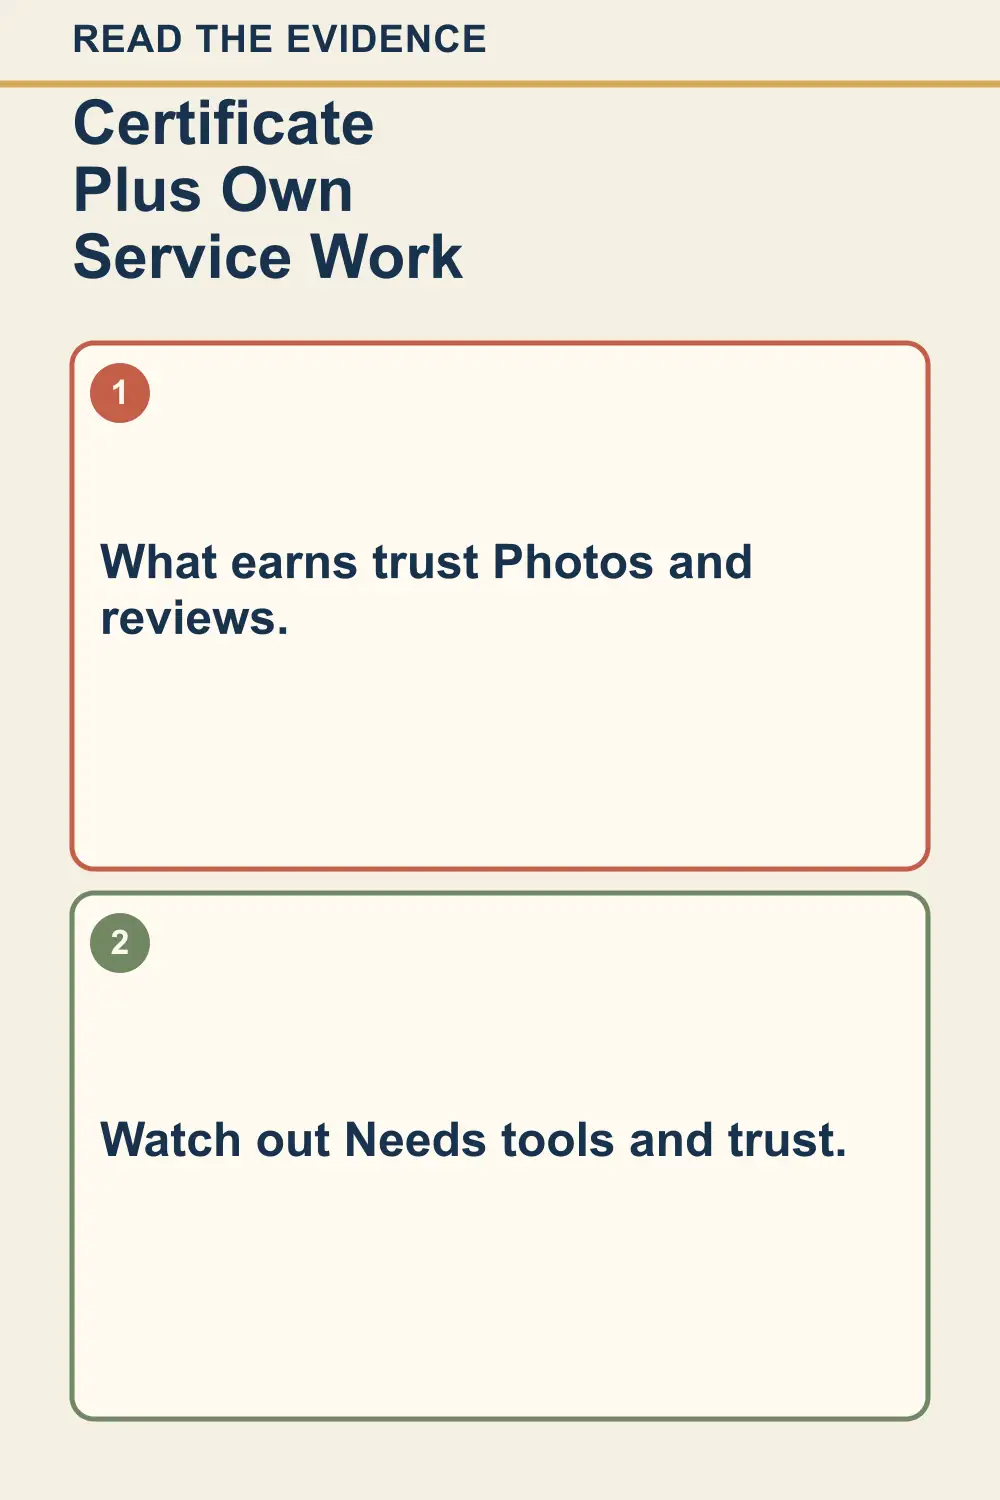 READ THE EVIDENCE
Certificate
Plus Own
Service Work
1
What earns trust Photos and
reviews.
2
Watch out Needs tools and trust.